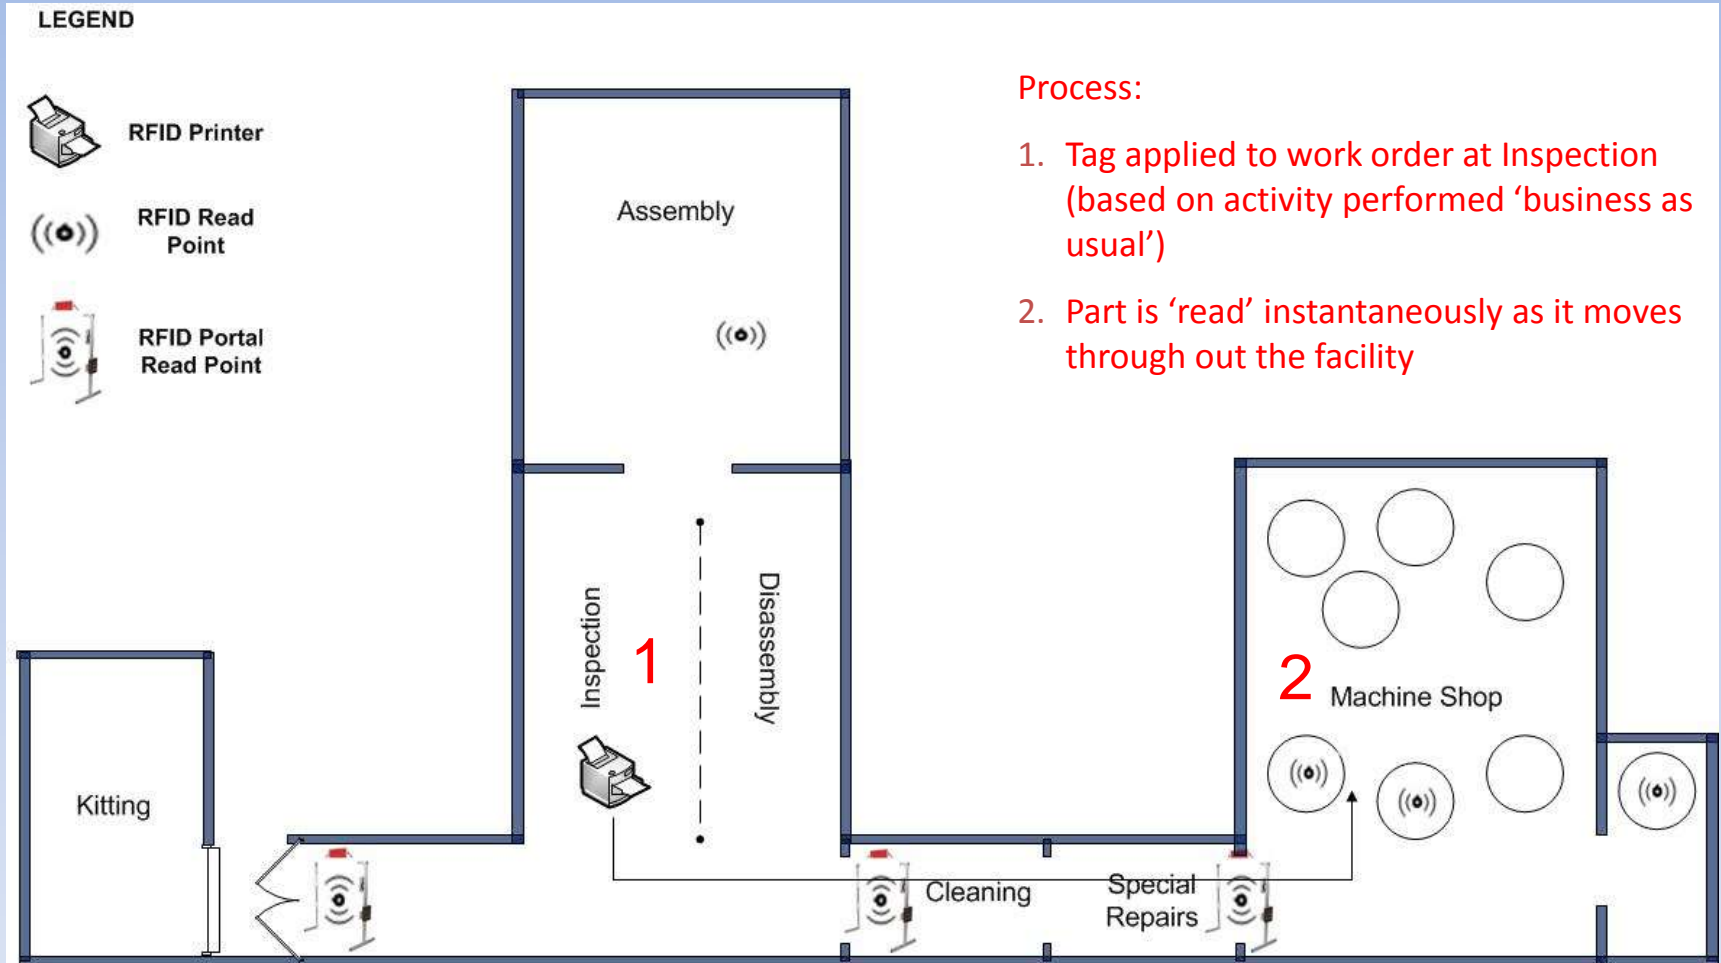 LEGEND
RFID Printer
RFID Read
Point
RFID Portal
Read Point
Process:
1. Tag applied to work order at Inspection
(based on activity performed ‘business as
usual’)
2. Part is ‘read’ instantaneously as it moves
through out the facility
Assembly
Inspection
1
Disassembly
2
Machine Shop
Kitting
Cleaning
Special
Repairs